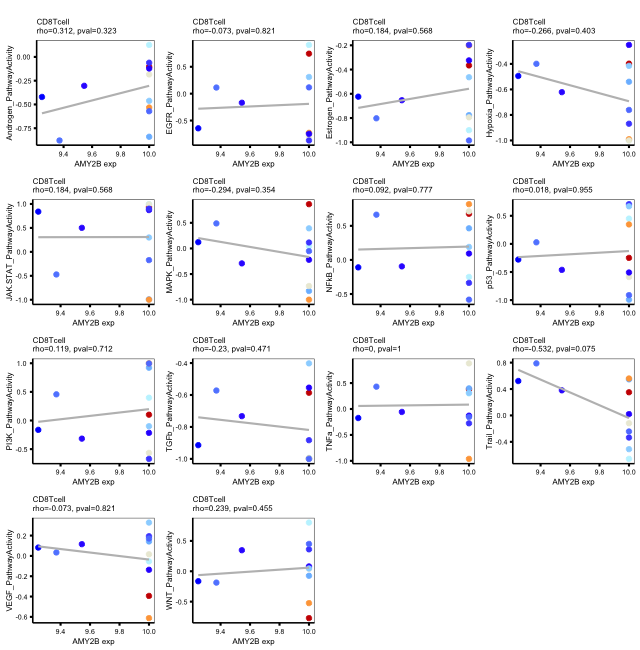 CD8Tcell
rho=0.312, pval=0.323
Androgen_PathwayActivity
0.00
-0.25
-0.50
-0.75
9.4
9.6
9.8
10.0
AMY2B exp
CD8Tcell
rho=-0.073, pval=0.821
EGFR_PathwayActivity
0.5
0.0
-0.5
9.4
9.6
9.8
10.0
AMY2B exp
CD8Tcell
rho=0.184, pval=0.568
Estrogen_PathwayActivity
-0.2
-0.4
-0.6
-0.8
-1.0
9.4
9.6
9.8
10.0
AMY2B exp
CD8Tcell
rho=-0.266, pval=0.403
Hypoxia_PathwayActivity
-0.4
-0.6
-0.8
-1.0
9.4
9.6
9.8
10.0
AMY2B exp
CD8Tcell
rho=0.184, pval=0.568
JAK.STAT_PathwayActivity
1.0
0.5
0.0
-0.5
-1.0
9.4
9.6
9.8
10.0
AMY2B exp
CD8Tcell
rho=-0.294, pval=0.354
MAPK_PathwayActivity
0.5
0.0
-0.5
-1.0
9.4
9.6
9.8
10.0
AMY2B exp
CD8Tcell
rho=0.092, pval=0.777
NFkB_PathwayActivity
0.5
0.0
-0.5
9.4
9.6
9.8
10.0
AMY2B exp
CD8Tcell
rho=0.018, pval=0.955
p53_PathwayActivity
0.5
0.0
-0.5
-1.0
9.4
9.6
9.8
10.0
AMY2B exp
CD8Tcell
rho=0.119, pval=0.712
PI3K_PathwayActivity
1.0
0.5
0.0
-0.5
9.4
9.6
9.8
10.0
AMY2B exp
CD8Tcell
rho=-0.23, pval=0.471
TGFb_PathwayActivity
-0.4
-0.6
-0.8
-1.0
9.4
9.6
9.8
10.0
AMY2B exp
CD8Tcell
rho=0, pval=1
TNFa_PathwayActivity
0.5
0.0
-0.5
-1.0
9.4
9.6
9.8
10.0
AMY2B exp
CD8Tcell
rho=-0.532, pval=0.075
Trail_PathwayActivity
0.8
0.4
0.0
-0.4
9.4
9.6
9.8
10.0
AMY2B exp
CD8Tcell
rho=-0.073, pval=0.821
VEGF_PathwayActivity
0.2
0.0
-0.2
-0.4
-0.6
9.4
9.6
9.8
10.0
AMY2B exp
CD8Tcell
rho=0.239, pval=0.455
WNT_PathwayActivity
0.5
0.0
-0.5
9.4
9.6
9.8
10.0
AMY2B exp